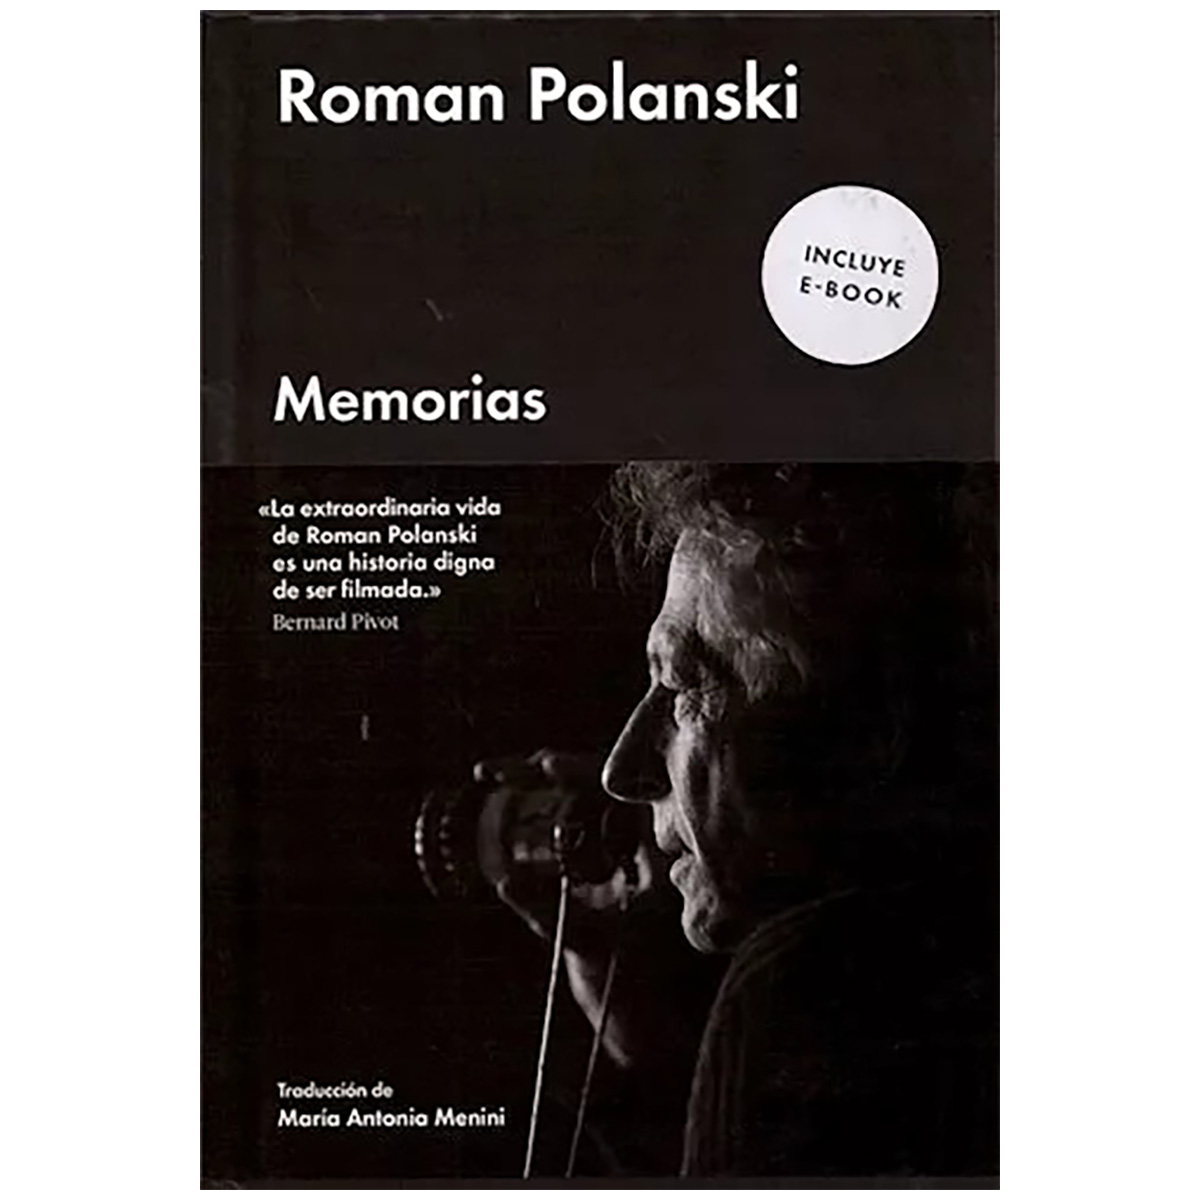 Roman Polanski
INCLUYE
E-BOOK
Memorias
«La extraordinaria vida
de Roman Polanski
es una historia digna
de ser filmada.»
Bernard Pivot
Traducción de
María Antonia Menini